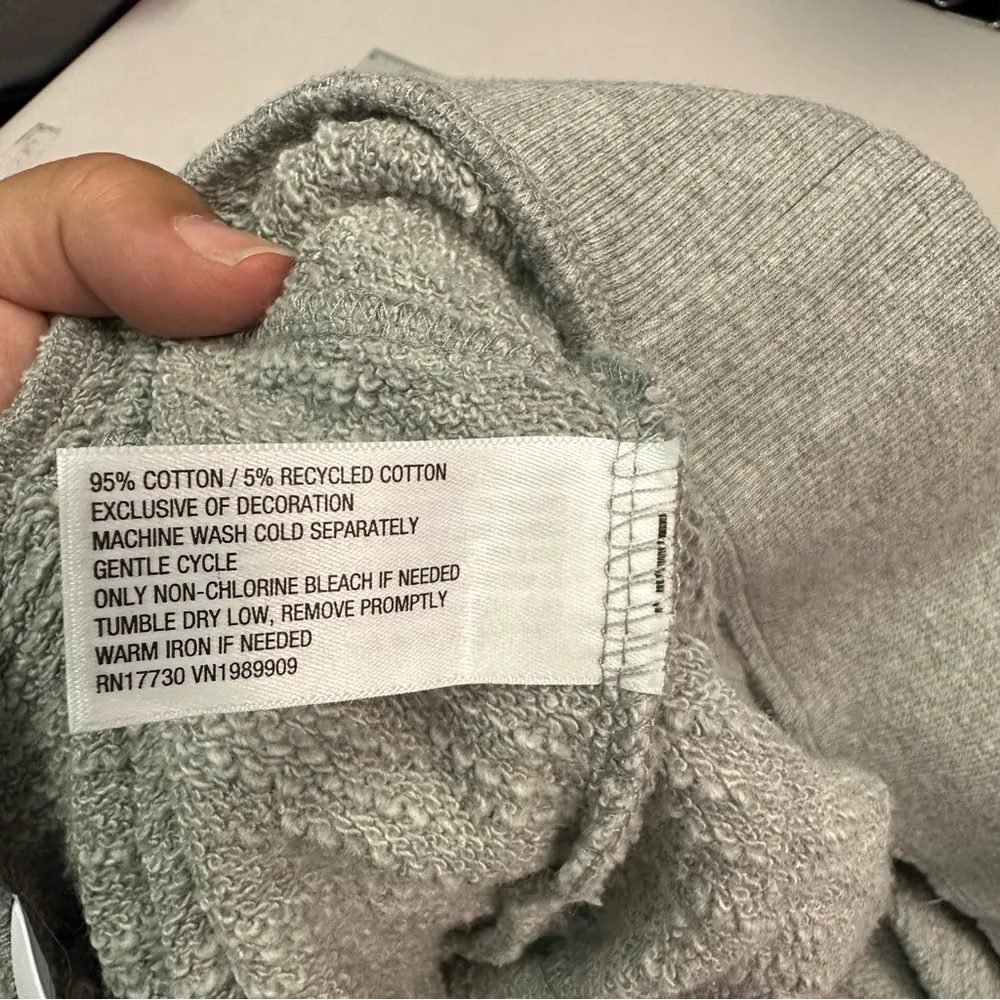 95% COTTON / 5% RECYCLED COTTON
EXCLUSIVE OF DECORATION
MACHINE WASH COLD SEPARATELY
GENTLE CYCLE
ONLY NON-CHLORINE BLEACH IF NEEDED
TUMBLE DRY LOW, REMOVE PROMPTLY
WARM IRON IF NEEDED
RN17730 VN1989909